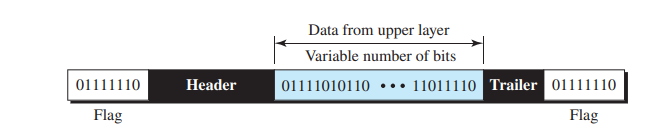 Data from upper layer
Variable number of bits
01111110 Header 01111010110 ••• 11011110 Trailer 01111110
Flag Flag